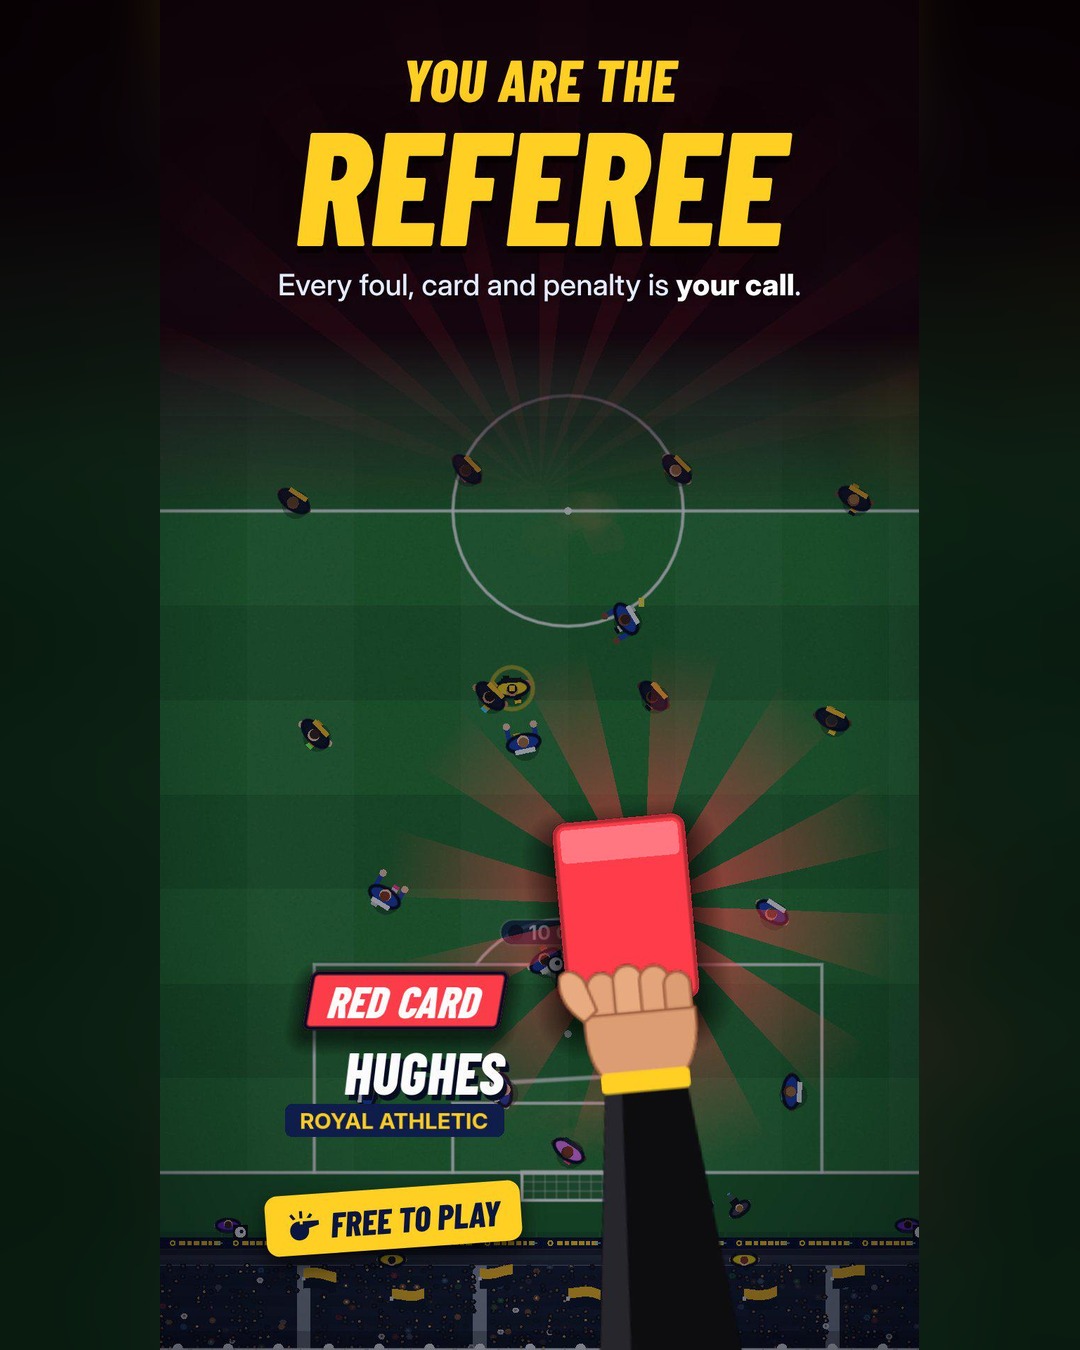 YOU ARE THE
REFEREE
Every foul, card and penalty is your call.
10
RED CARD
HUGHES
ROYAL ATHLETIC
FREE TO PLAY